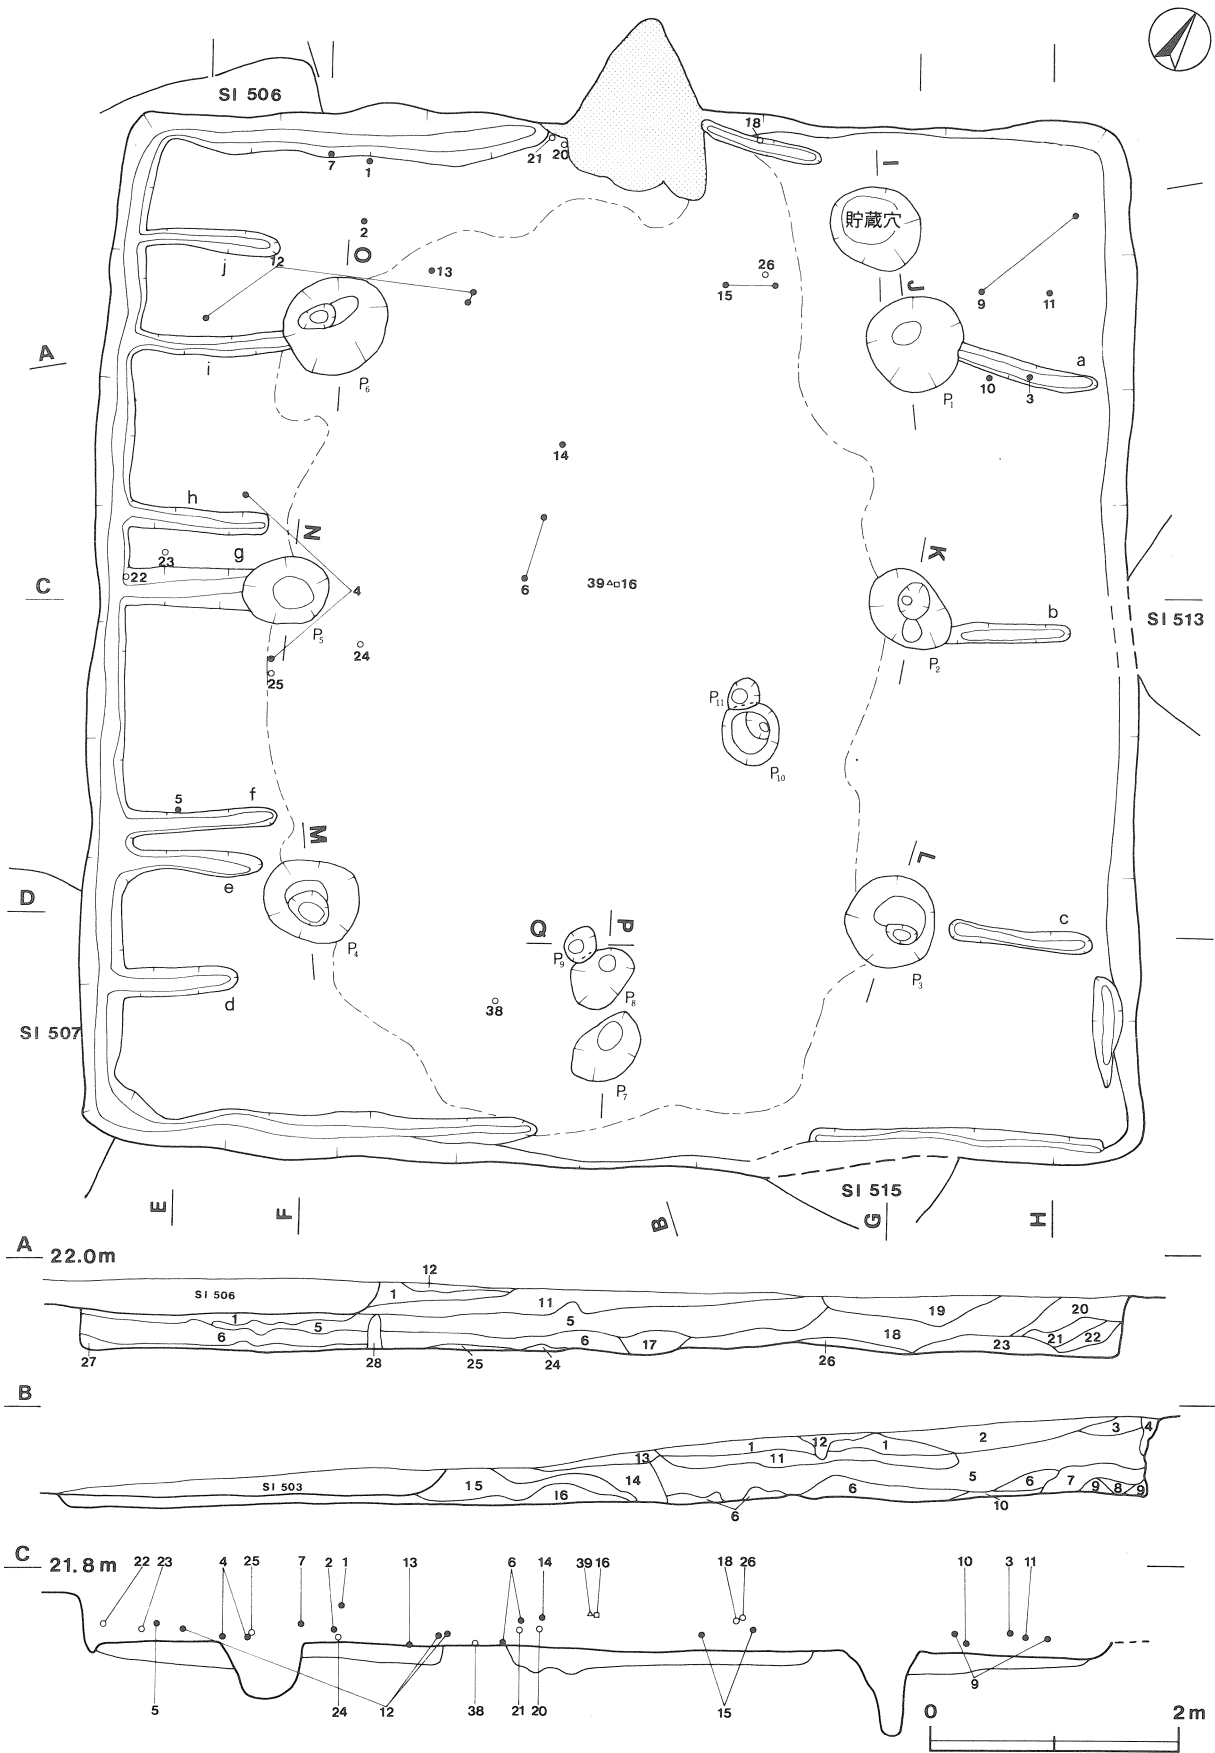 SI 506
18
21
20
7
1
I
貯蔵穴
2
O
j
12
13
26
15
J
9
11
A
i
P6
10
3
a
P1
14
h
N
g
23
22
C
4
6
39 16
K
b
SI 513
P5
24
25
P2
P11
P10
5
f
M
L
D
e
c
Q
P
P9
P4
P8
P3
d
38
SI 507
P7
E
F
B
SI 515
G
H
A 22.0m
12
SI 506
1
11
19
20
1
5
5
6
6
17
18
21
22
23
27
28
25
24
26
B
3
4
2
1
12
1
13
11
SI 503
15
14
16
6
6
5
6
7
9
8
9
10
C 21.8m
22 23 4 25 7 2 1 13 6 14 39 16 18 26 10 3 11
9
5 24 12 38 21 20 15
0 2m